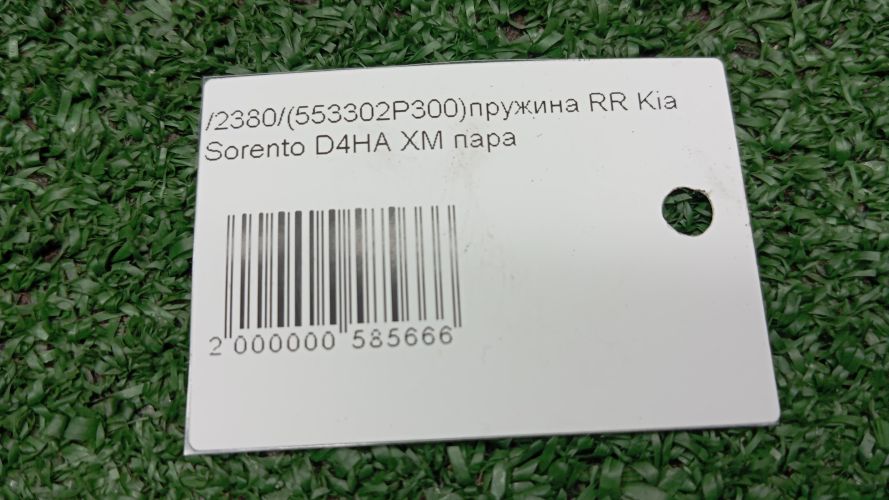 /2380/(553302P300)пружина RR Kia
Sorento D4HA XM пара
2 000000 585666